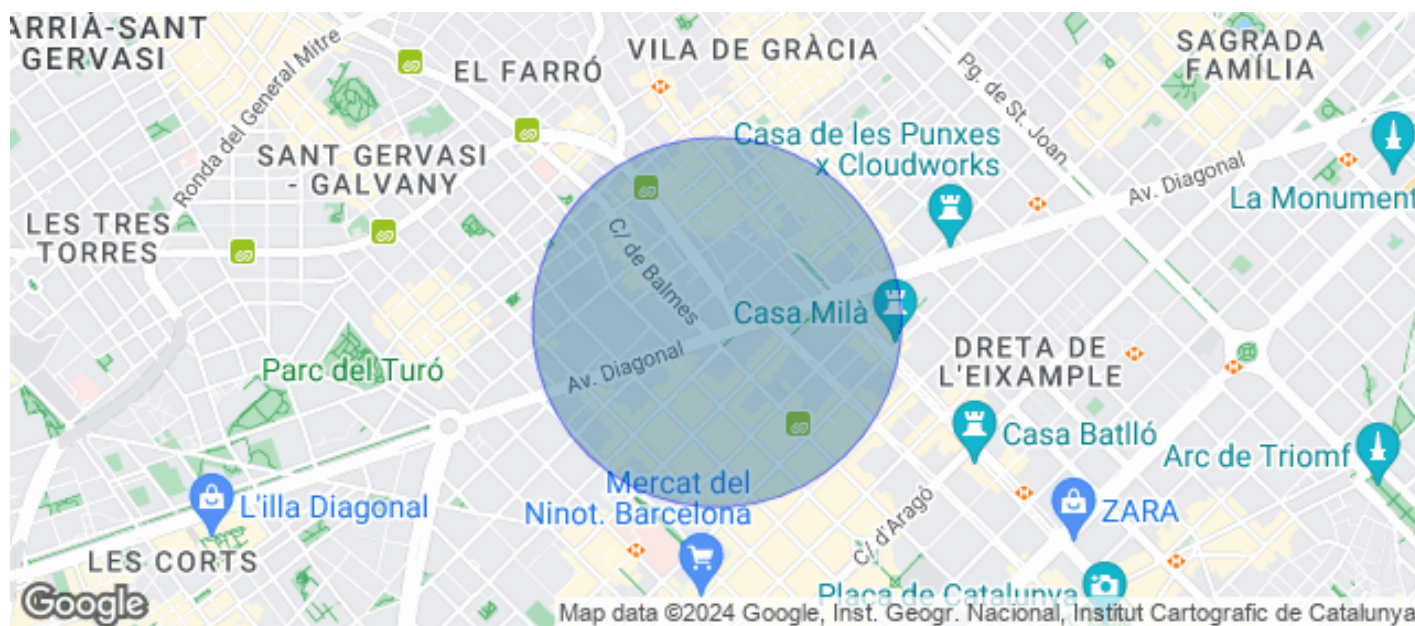 ARRIÀ-SANT
GERVASI
Ronda del General Mitre
EL FARRÓ
VILA DE GRÀCIA
SAGRADA
FAMÍLIA
Pg. de St. Joan
SANT GERVASI
- GALVANY
Casa de les Punxes
x Cloudworks
Av. Diagonal
La Monument
LES TRES
TORRES
C/ de Balmes
Casa Milà
Parc del Turó
Av. Diagonal
DRETA DE
L'EIXAMPLE
Casa Batlló
Arc de Triomf
Mercat del
Ninot. Barcelona
L'illa Diagonal
C/ d'Aragó
ZARA
LES CORTS
Plaça de Catalunya
Google
Map data ©2024 Google, Inst. Geogr. Nacional, Institut Cartografic de Catalunya